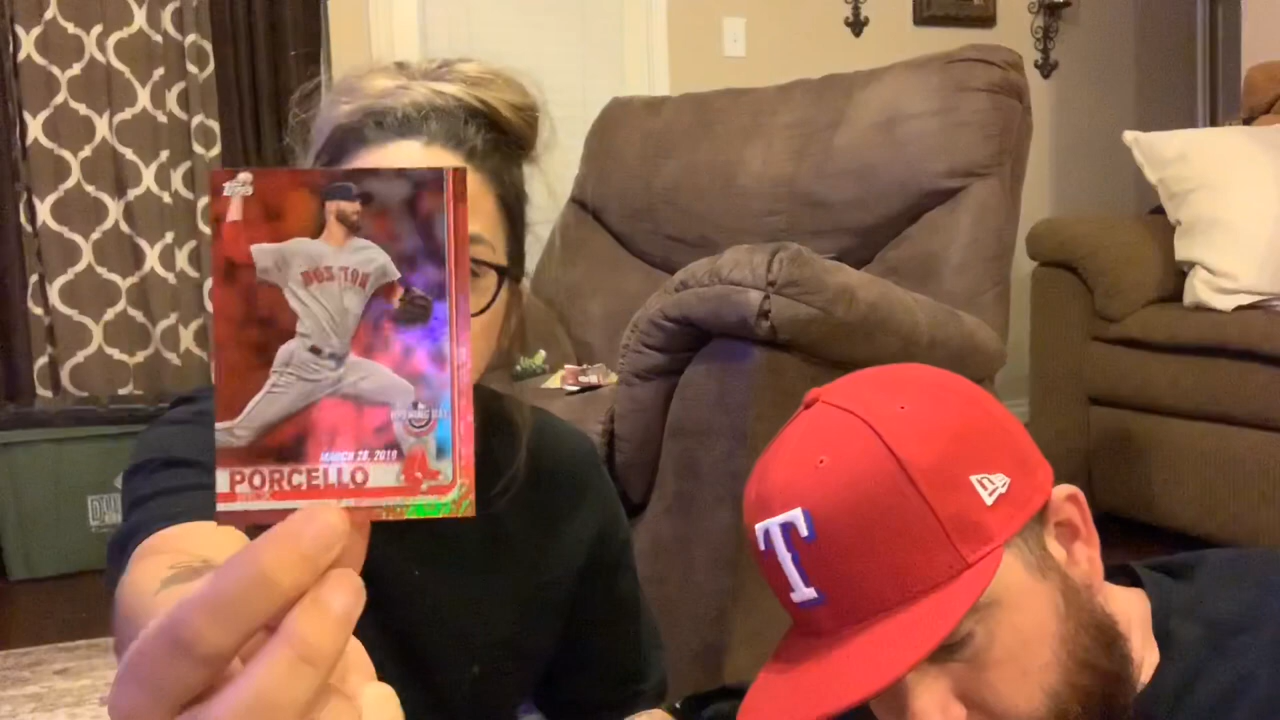 Topps
BOSTON
OPENING DAY
MARCH 28, 2019
PORCELLO
T